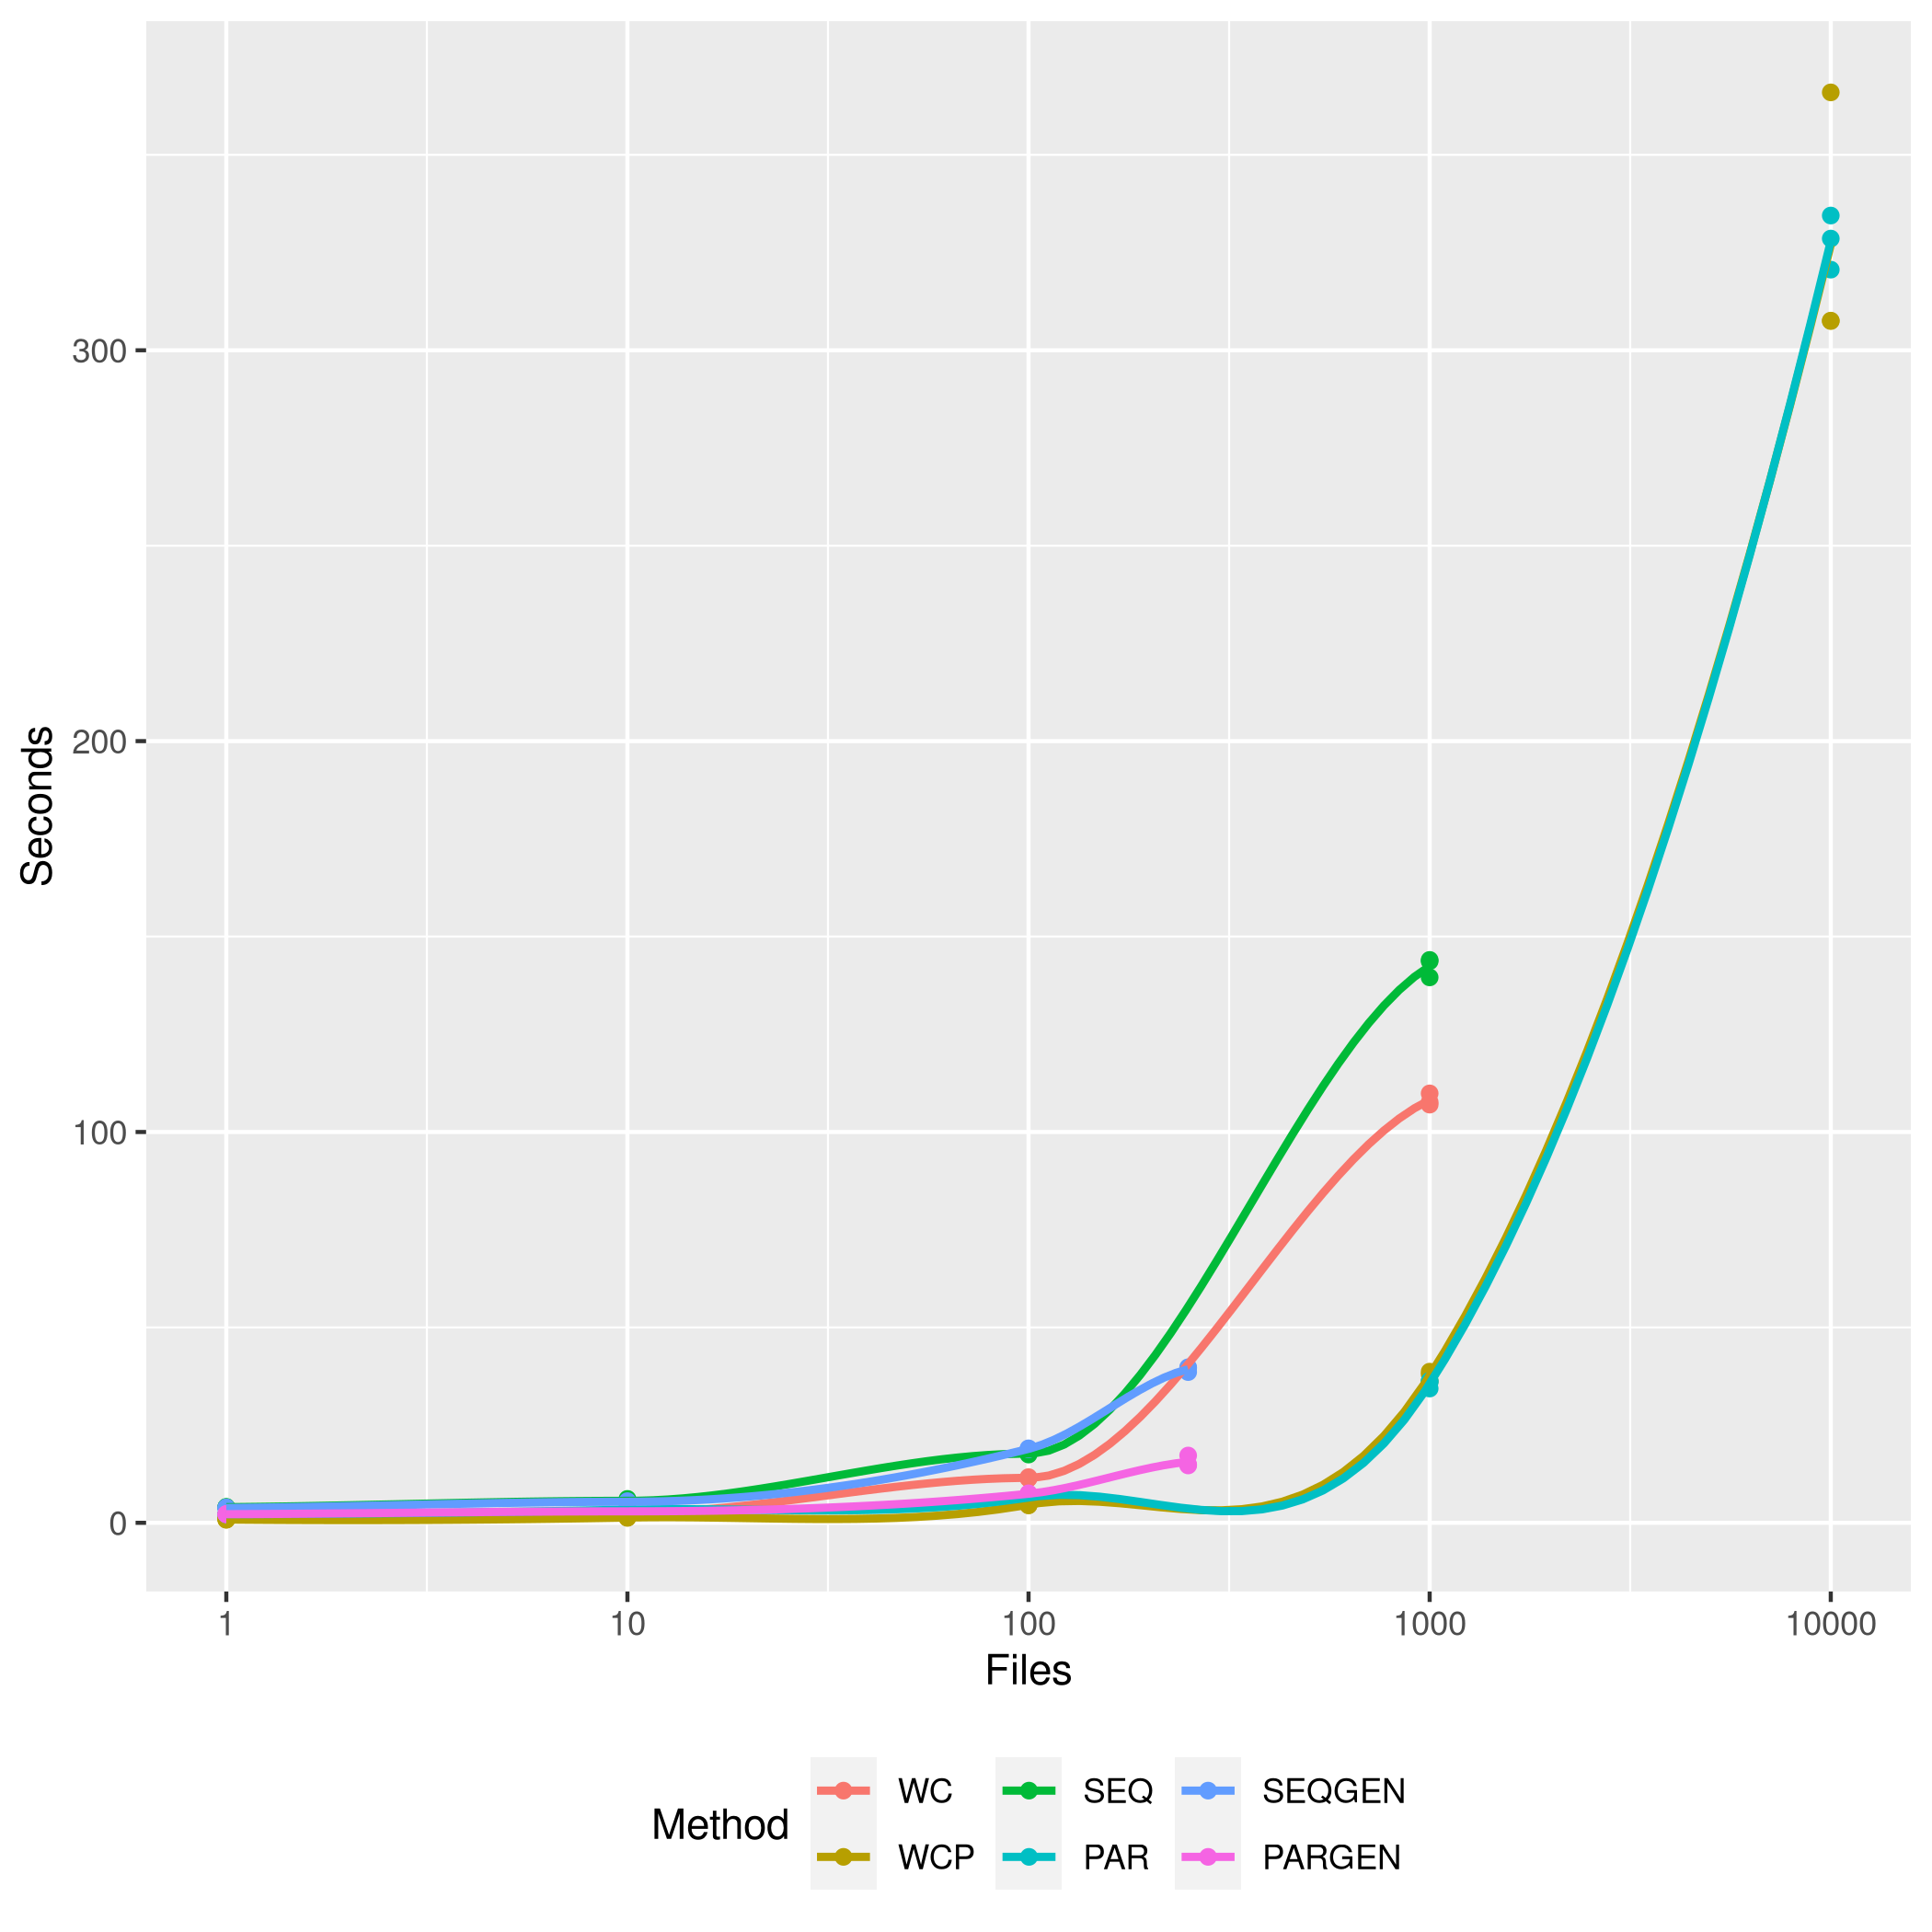 Seconds
300
200
100
0
1 10 100 1000 10000
Files
Method
WC SEQ SEQGEN
WCP PAR PARGEN